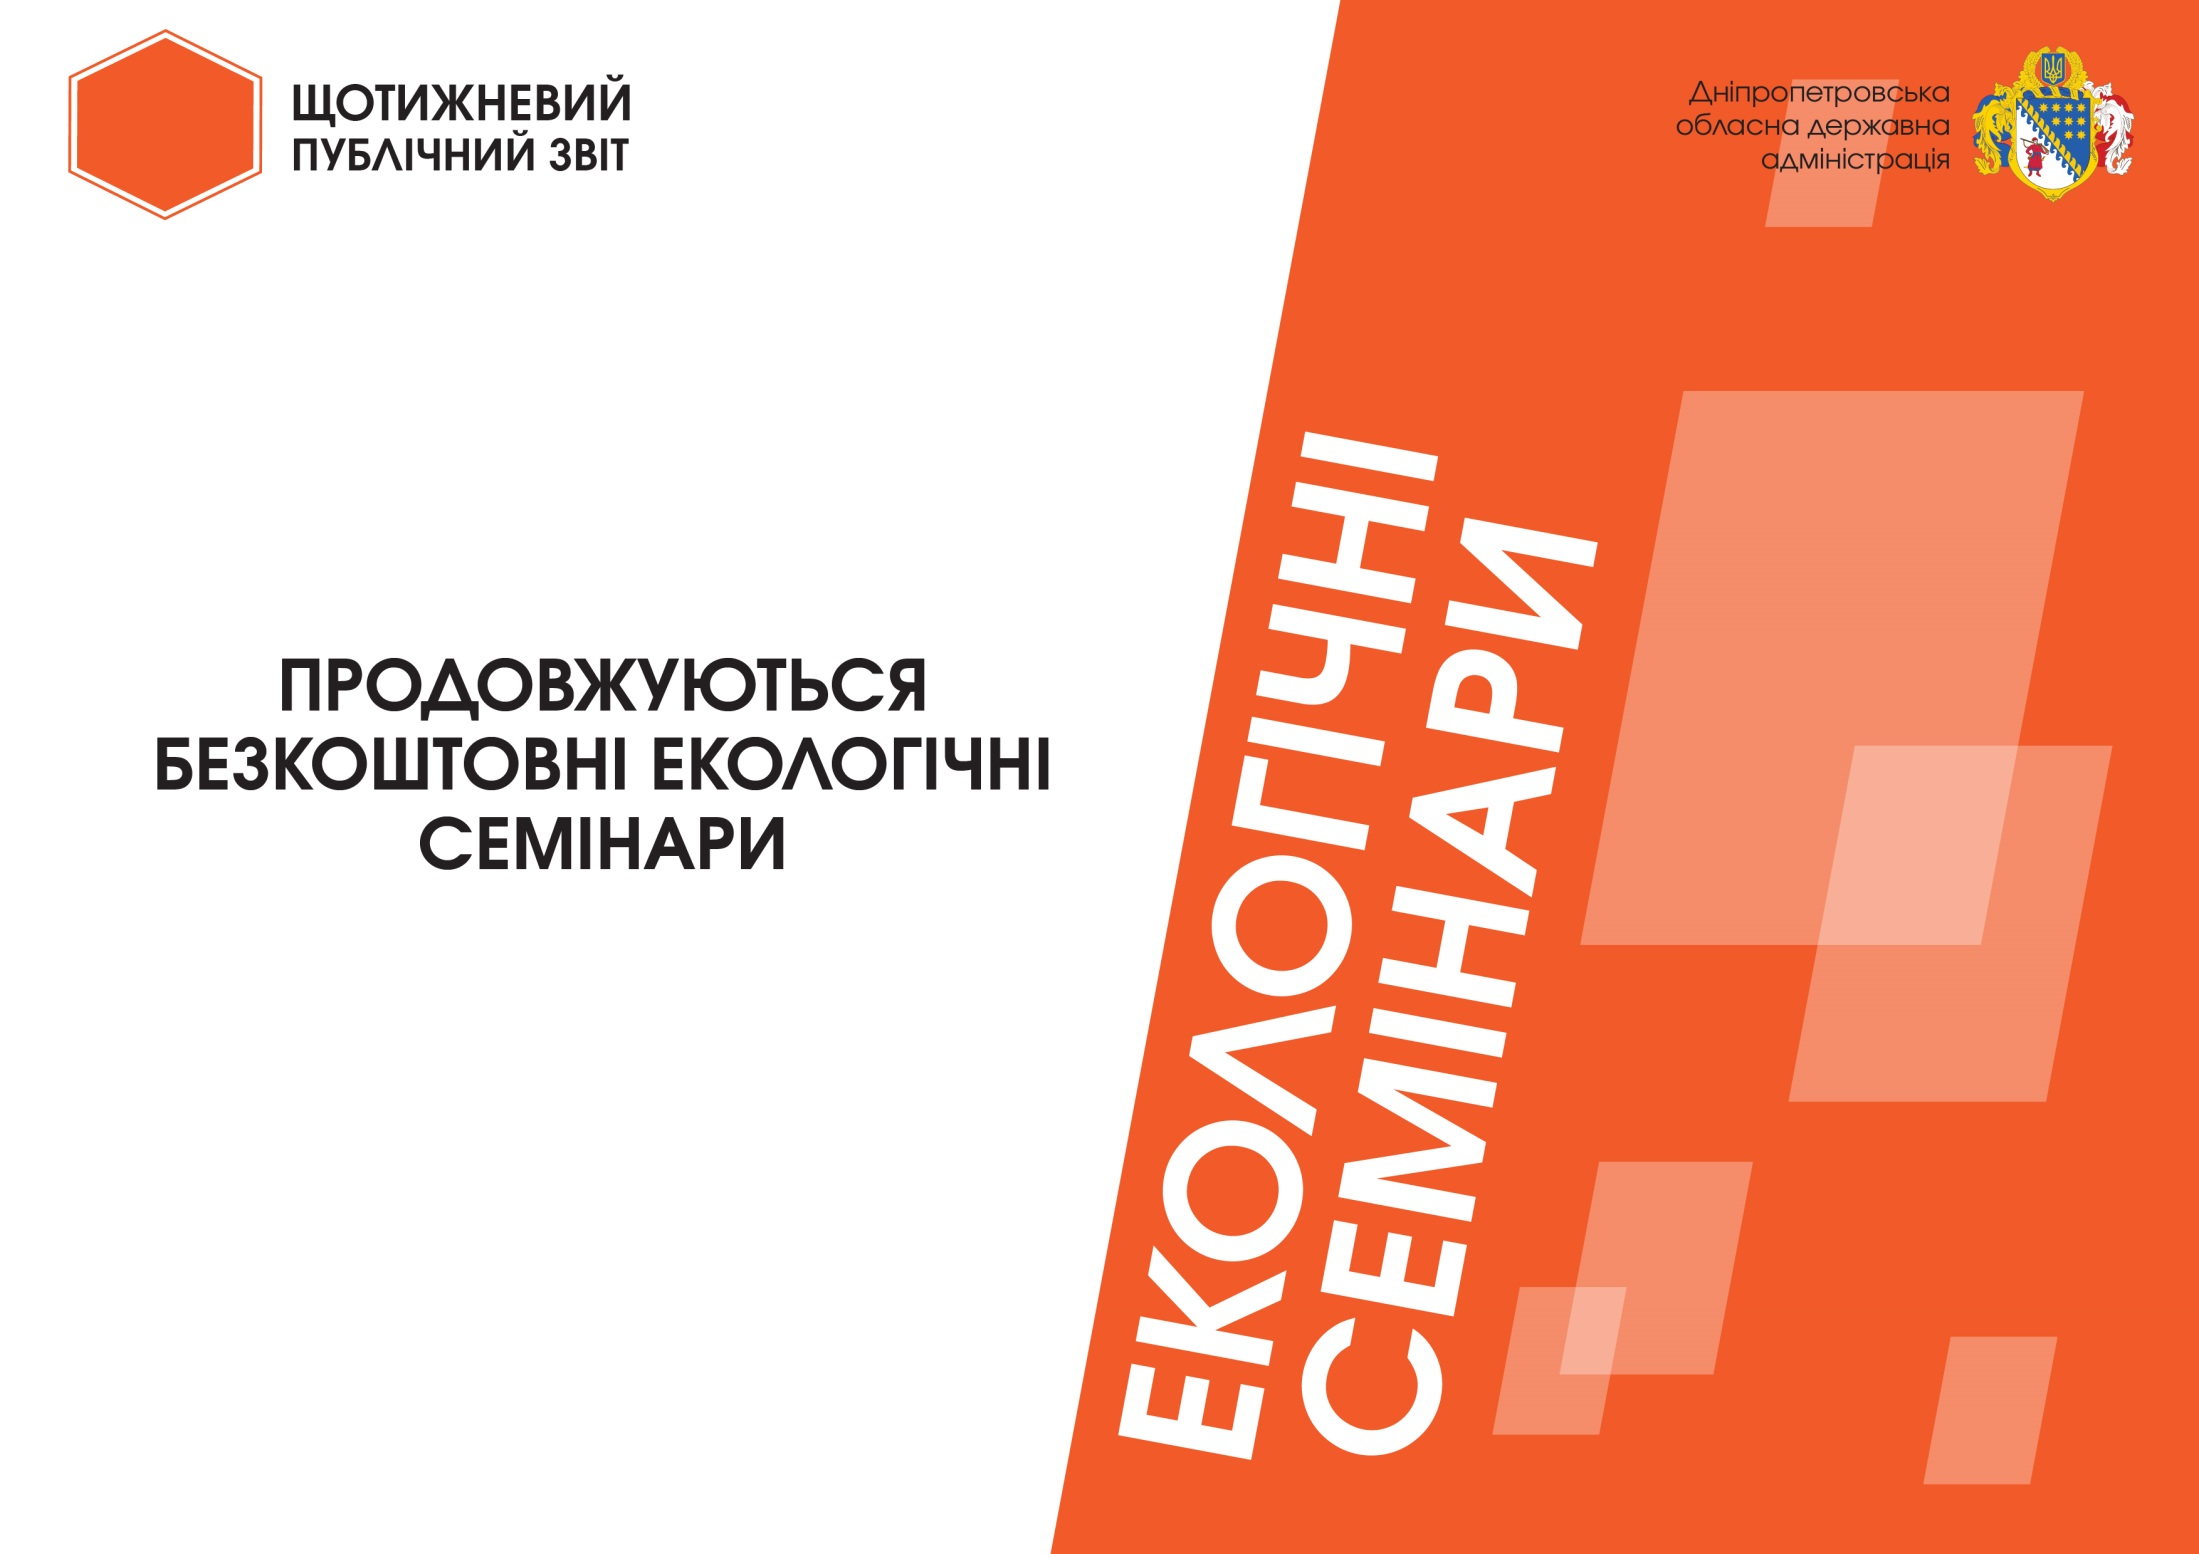 ЩОТИЖНЕВИЙ
ПУБЛІЧНИЙ ЗВІТ
Дніпропетровська
обласна державна
адміністрація
ПРОДОВЖУЮТЬСЯ
БЕЗКОШТОВНІ ЕКОЛОГІЧНІ
СЕМІНАРИ
ЕКОЛОГІЧНІ
СЕМІНАРИ